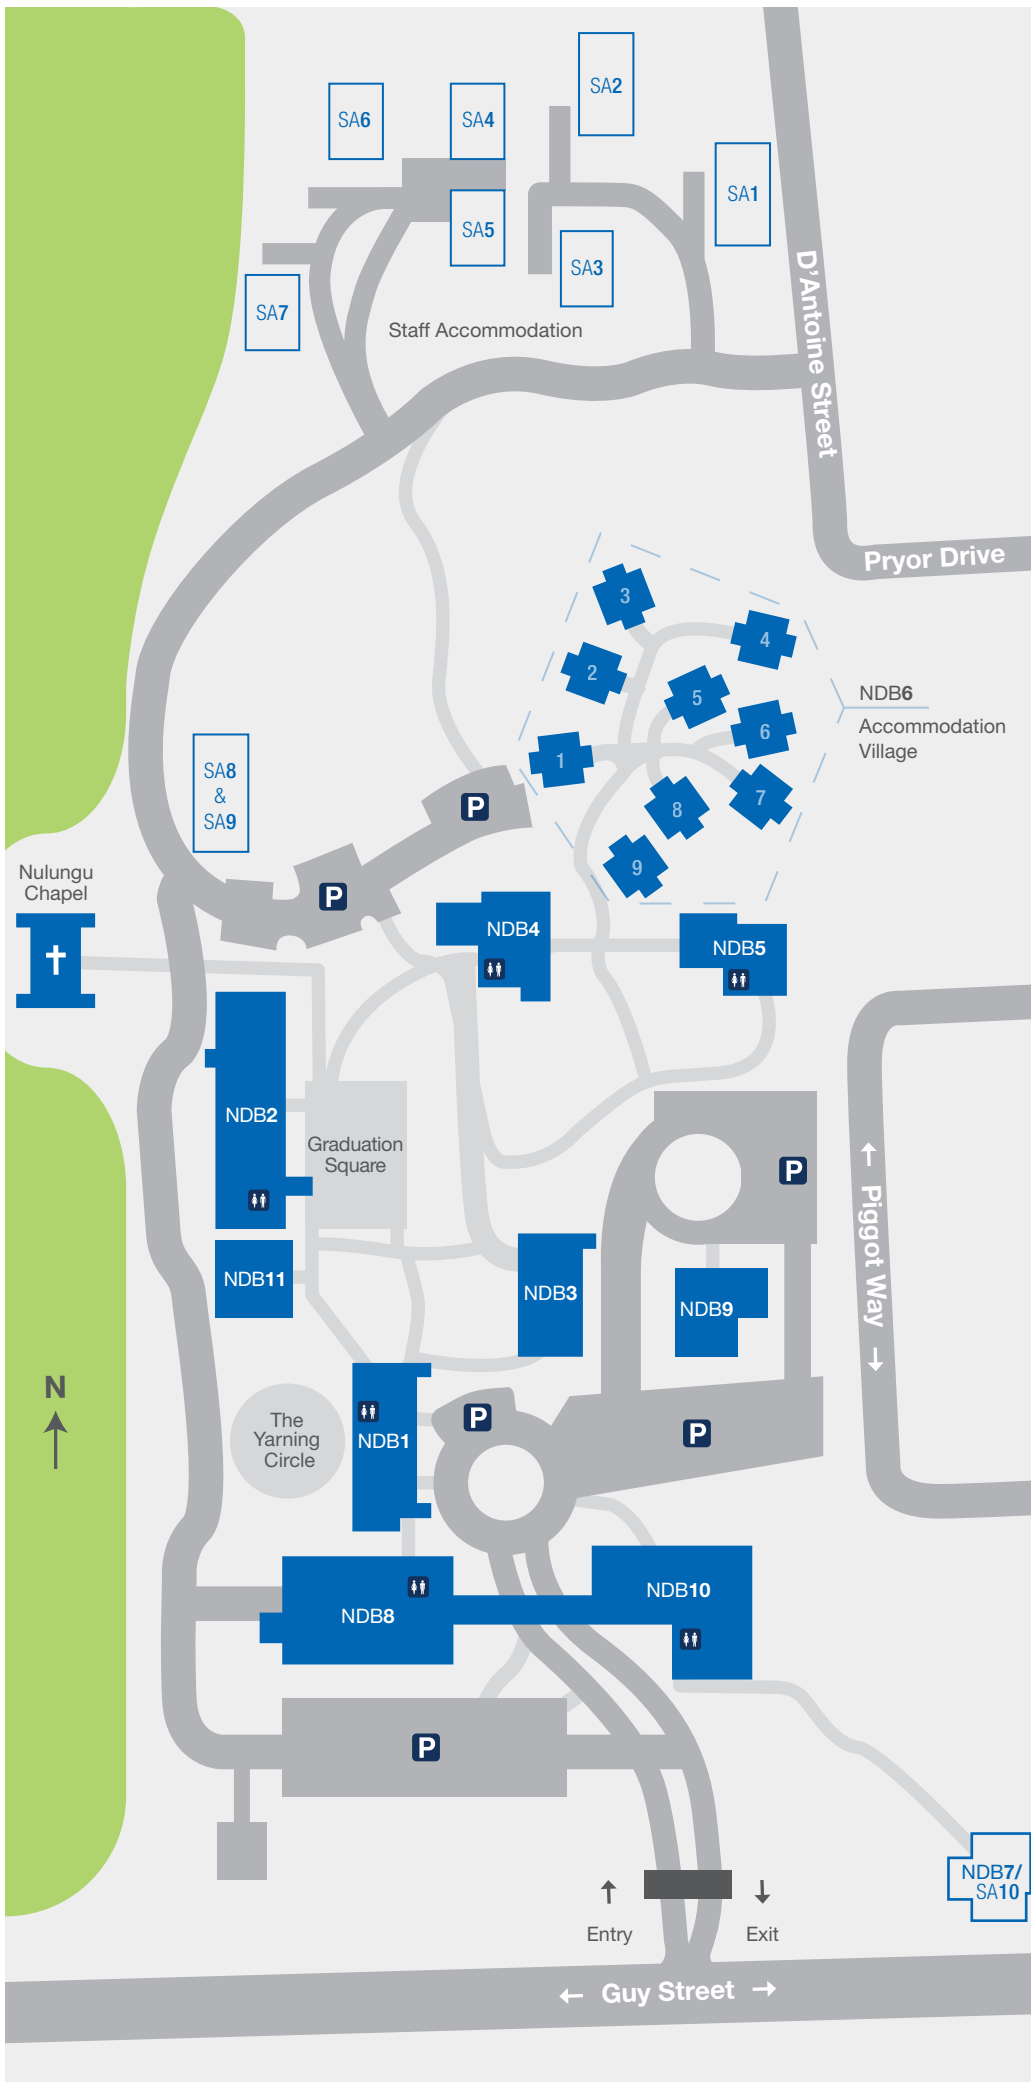 SA2
SA6
SA4
SA1
SA5
SA3
SA7
D'Antoine Street
Staff Accommodation
Pryor Drive
3
4
2
5
NDB6
6
Accommodation
Village
1
SA8
&
SA9
7
8
P
9
Nulungu
Chapel
P
NDB4
NDB5
NDB2
Graduation
Square
P
← Piggot Way →
NDB11
NDB3
NDB9
N
The
Yarning
Circle
P
NDB1
P
NDB10
NDB8
P
NDB7/
SA10
Entry
Exit
← Guy Street →